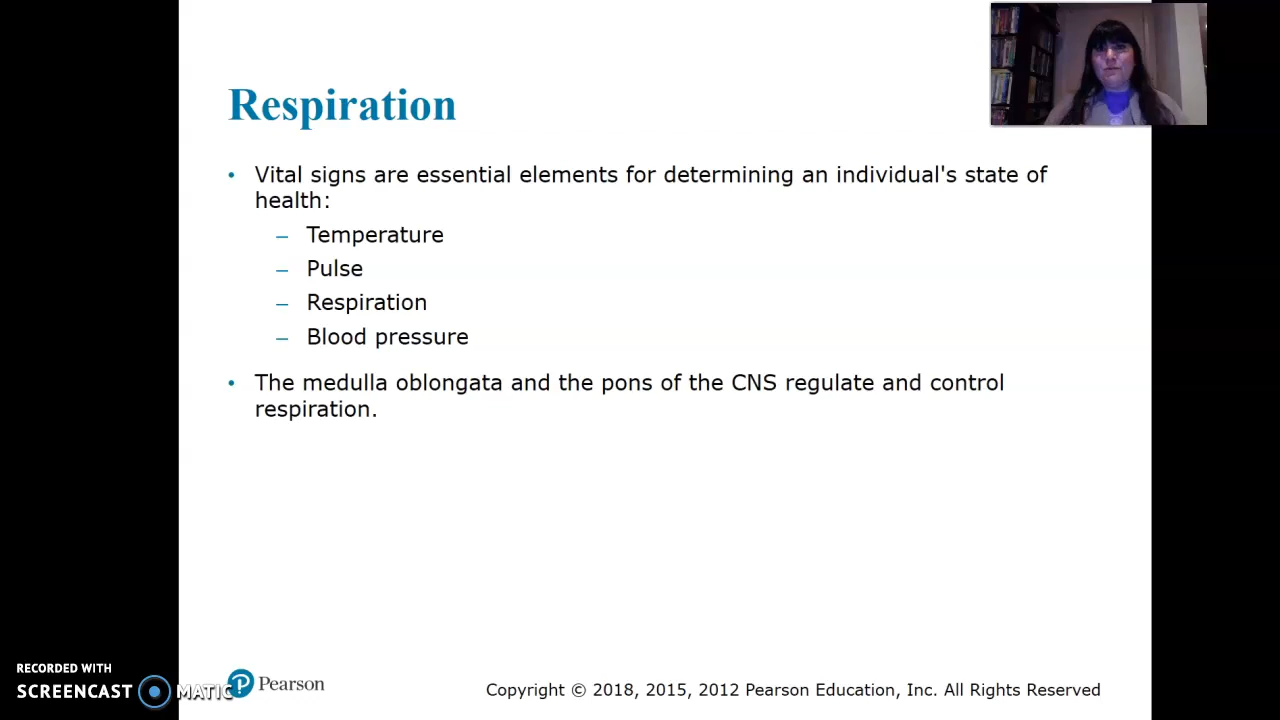 Respiration
• Vital signs are essential elements for determining an individual's state of
health:
– Temperature
– Pulse
– Respiration
– Blood pressure
• The medulla oblongata and the pons of the CNS regulate and control
respiration.
RECORDED WITH
SCREENCAST MATIC
P Pearson
Copyright © 2018, 2015, 2012 Pearson Education, Inc. All Rights Reserved